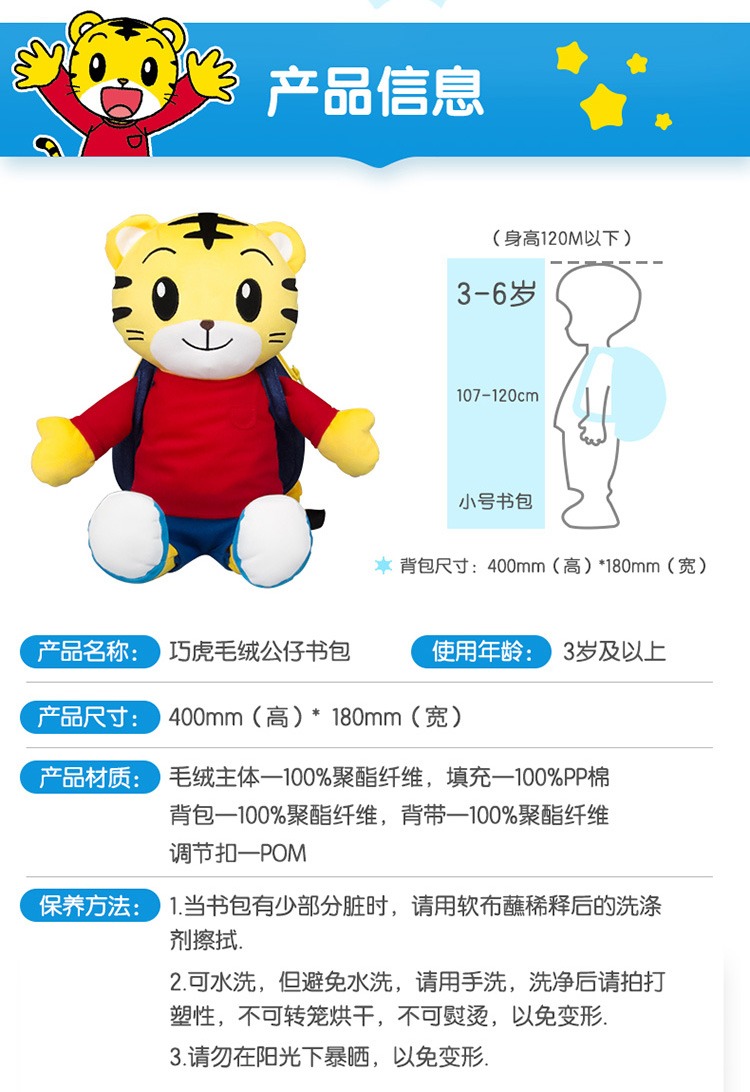 产品信息
（身高120M以下）
3-6岁
107-120cm
小号书包
背包尺寸：400mm（高）*180mm（宽）
产品名称：巧虎毛绒公仔书包
使用年龄：3岁及以上
产品尺寸：400mm（高）* 180mm（宽）
产品材质：毛绒主体—100%聚酯纤维，填充—100%PP棉
背包—100%聚酯纤维，背带—100%聚酯纤维
调节扣—POM
保养方法：1.当书包有少部分脏时，请用软布蘸稀释后的洗涤
剂擦拭.
2.可水洗，但避免水洗，请用手洗，洗净后请拍打
塑性，不可转笼烘干，不可熨烫，以免变形.
3.请勿在阳光下暴晒，以免变形.